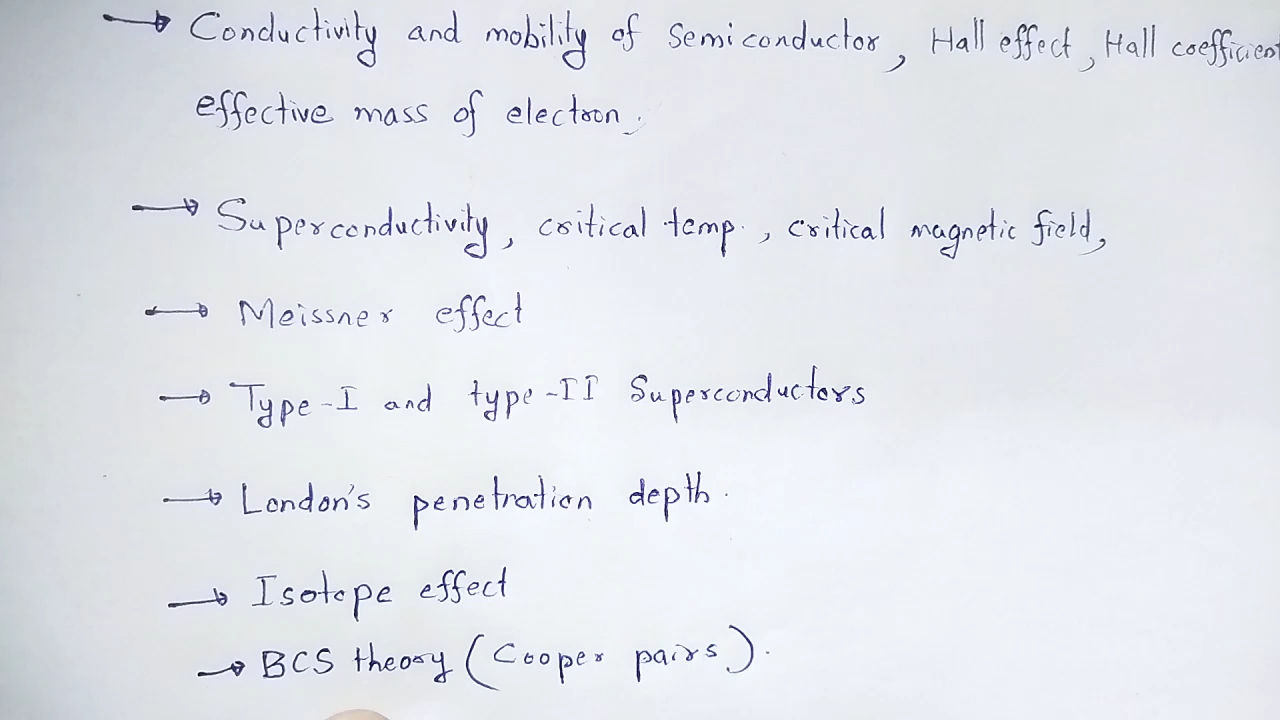 → Conductivity and mobility of Semiconductor, Hall effect, Hall coefficient
effective mass of electron.
→ Superconductivity, critical temp., critical magnetic field,
→ Meissner effect
→ Type-I and type-II Superconductors
→ London's penetration depth.
→ Isotope effect
→ BCS theory (Cooper pairs).